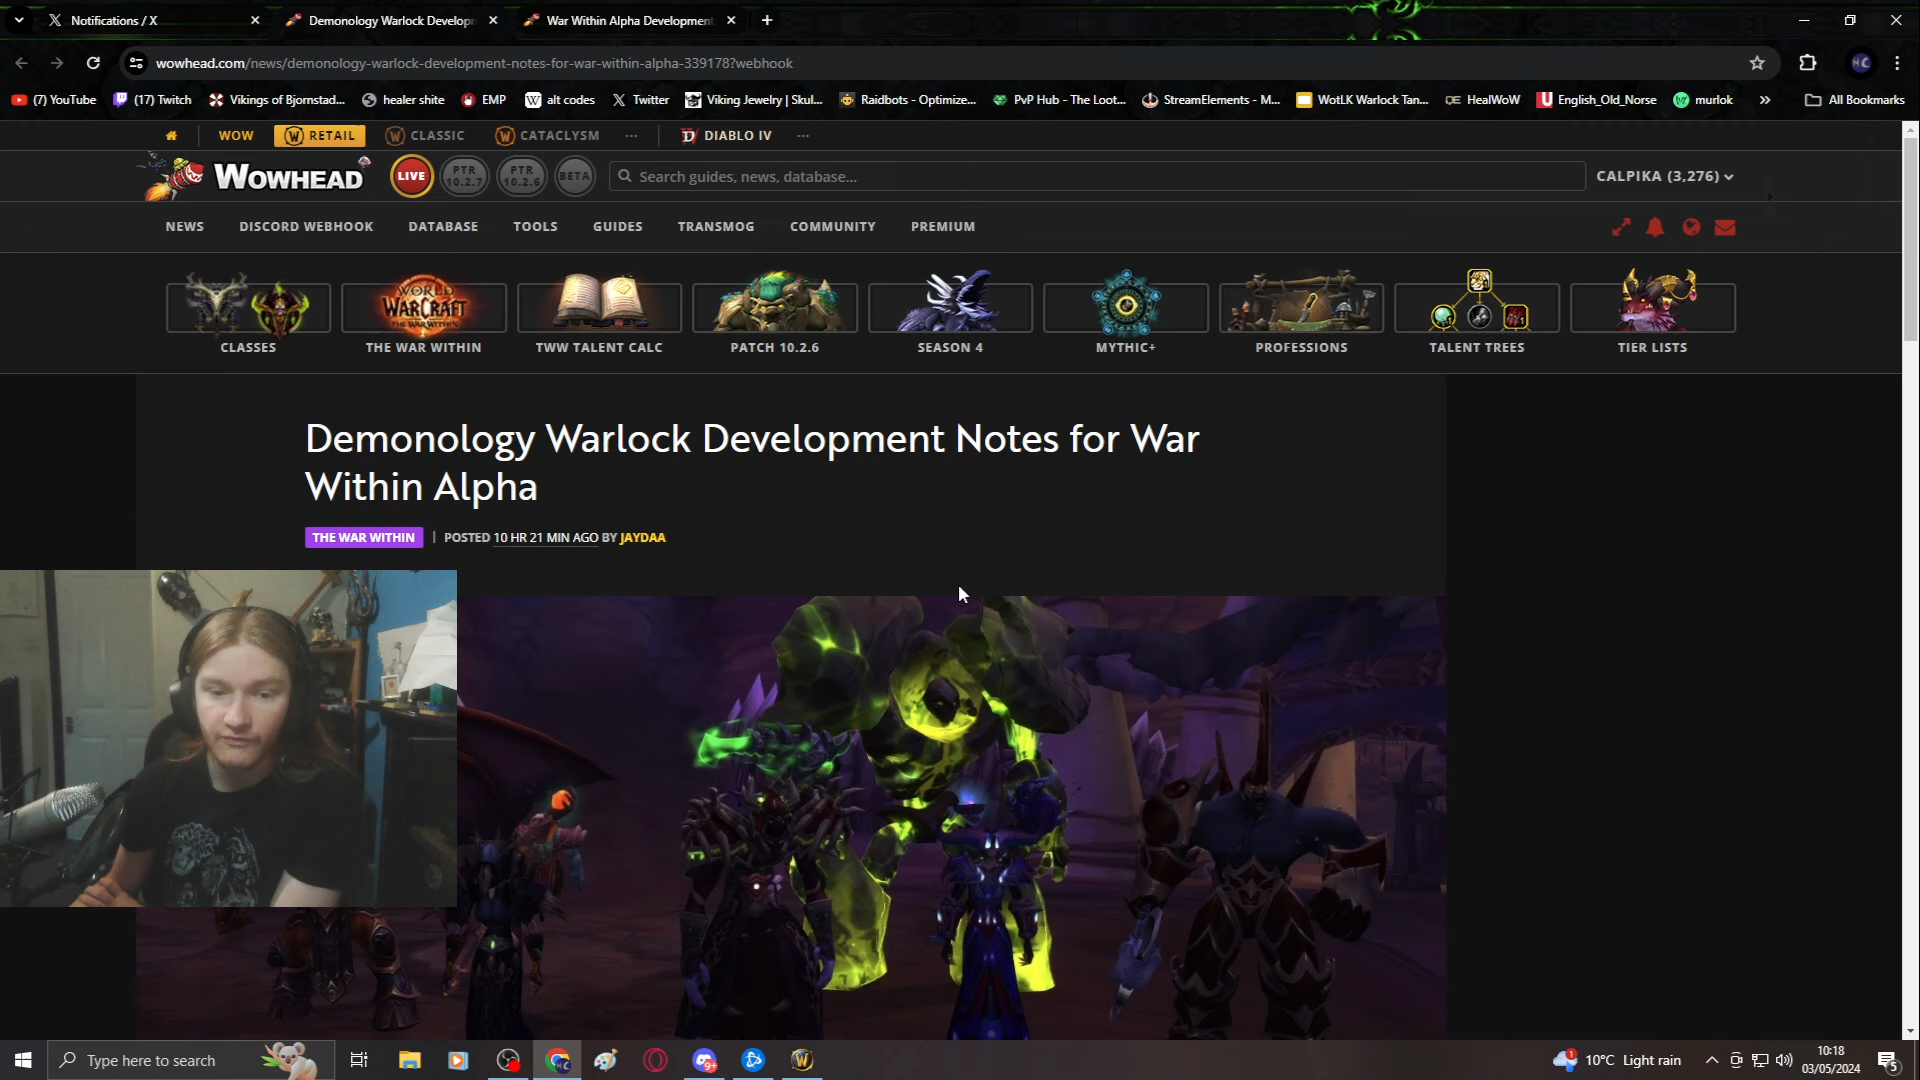 Notifications / X
Demonology Warlock Develop
War Within Alpha Development
wowhead.com/news/demonology-warlock-development-notes-for-war-within-alpha-339178?webhook
(7) YouTube
(17) Twitch
Vikings of Bjornstad...
healer shite
EMP
alt codes
Twitter
Viking Jewelry | Skul...
Raidbots - Optimize...
PvP Hub - The Loot...
StreamElements - M...
WotLK Warlock Tan...
HealWoW
English_Old_Norse
murlok
»
All Bookmarks
WOW
RETAIL
CLASSIC
CATACLYSM
...
DIABLO IV
...
WOWHEAD
LIVE
PTR
10.2.7
PTR
10.2.6
BETA
Search guides, news, database...
CALPIKA (3,276)
NEWS
DISCORD WEBHOOK
DATABASE
TOOLS
GUIDES
TRANSMOG
COMMUNITY
PREMIUM
WORLD
WARCRAFT
THE WAR WITHIN
CLASSES
THE WAR WITHIN
TWW TALENT CALC
PATCH 10.2.6
SEASON 4
MYTHIC+
PROFESSIONS
TALENT TREES
TIER LISTS
Demonology Warlock Development Notes for War
Within Alpha
THE WAR WITHIN | POSTED 10 HR 21 MIN AGO BY JAYDAA
Type here to search
10°C Light rain
10:18
03/05/2024